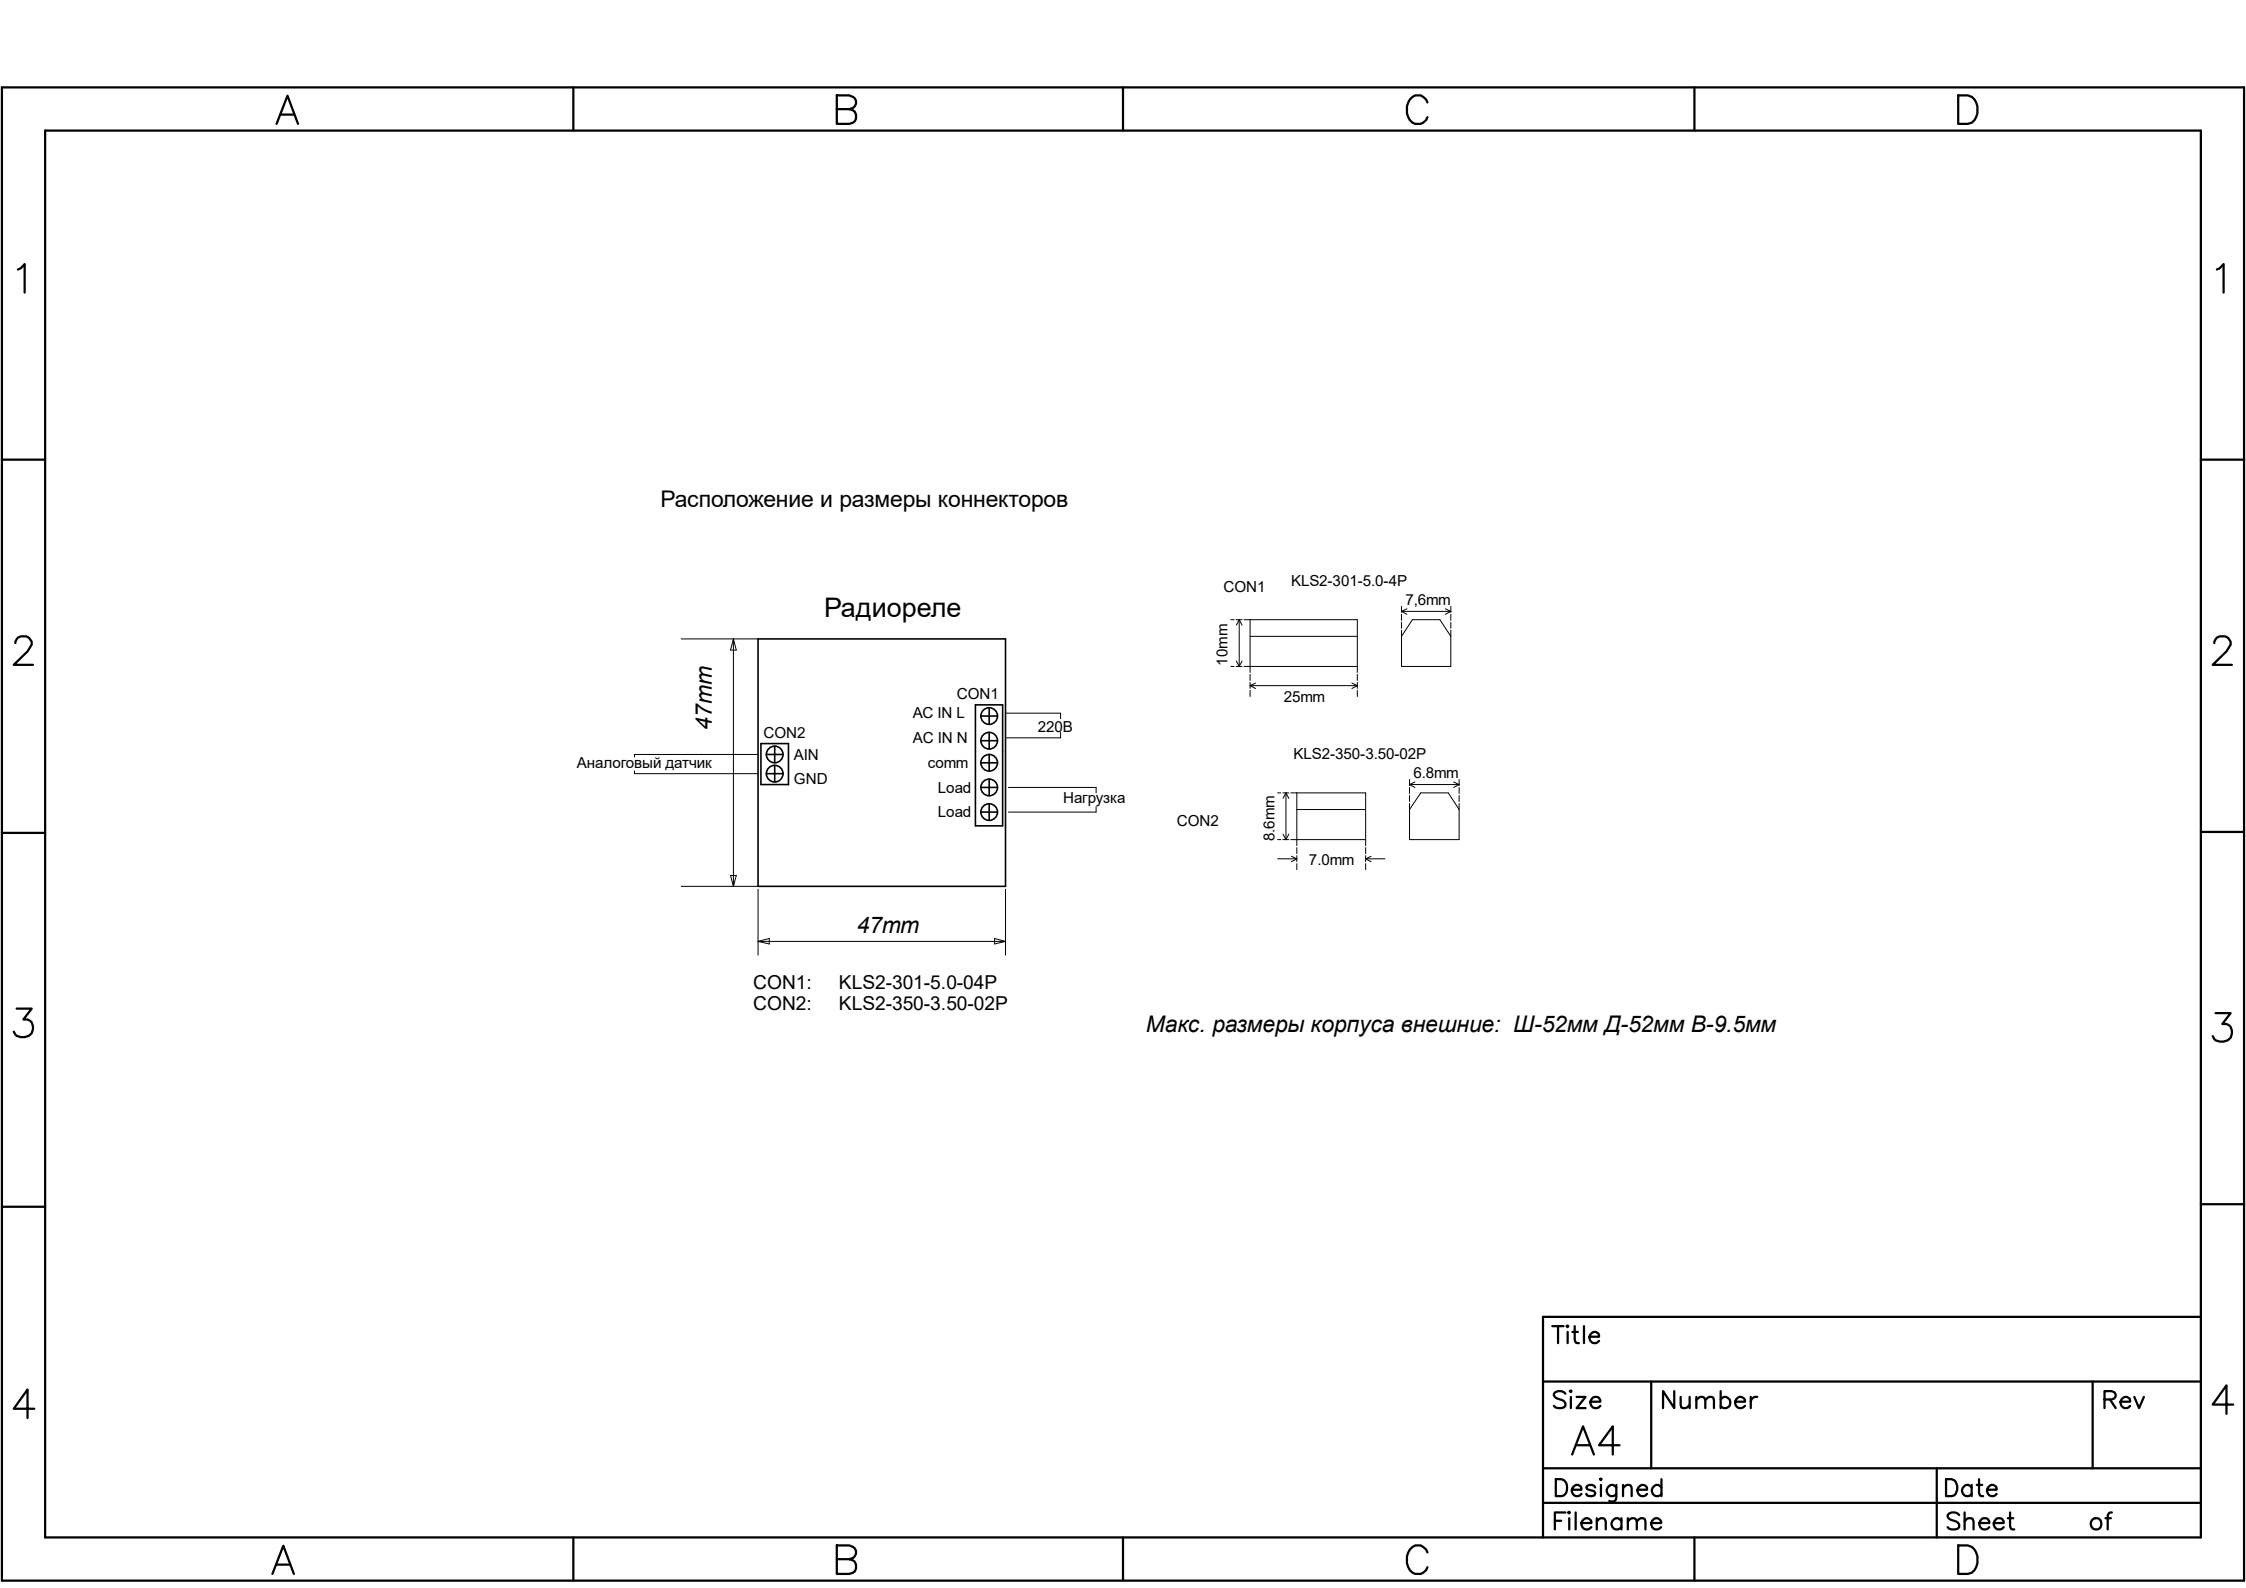 A B C D
1 1
Расположение и размеры коннекторов
CON1 KLS2-301-5.0-4P
7,6mm
Радиореле
10mm
2 2
47mm
25mm
CON1
AC IN L
220В
AC IN N
CON2
AIN
Аналоговый датчик
comm
GND
Load
Нагрузка
Load
KLS2-350-3.50-02P
6.8mm
8.6mm
CON2
7.0mm
47mm
CON1: KLS2-301-5.0-04P
CON2: KLS2-350-3.50-02P
Макс. размеры корпуса внешние: Ш-52мм Д-52мм В-9.5мм
3 3
Title
Size Number Rev
A4
4 4
Designed Date
Filename Sheet of
A B C D